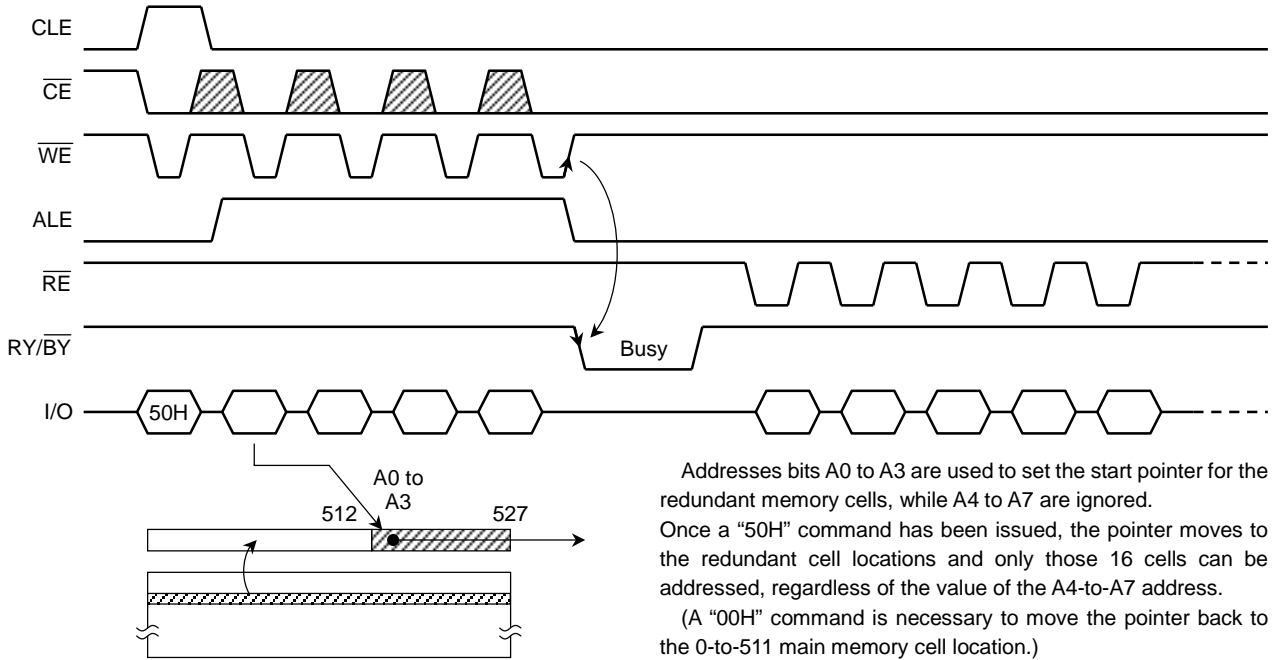 CLE
CE
WE
ALE
RE
RY/BY
Busy
I/O
50H
A0 to
A3
512
527
Addresses bits A0 to A3 are used to set the start pointer for the
redundant memory cells, while A4 to A7 are ignored.
Once a “50H” command has been issued, the pointer moves to
the redundant cell locations and only those 16 cells can be
addressed, regardless of the value of the A4-to-A7 address.
(A “00H” command is necessary to move the pointer back to
the 0-to-511 main memory cell location.)